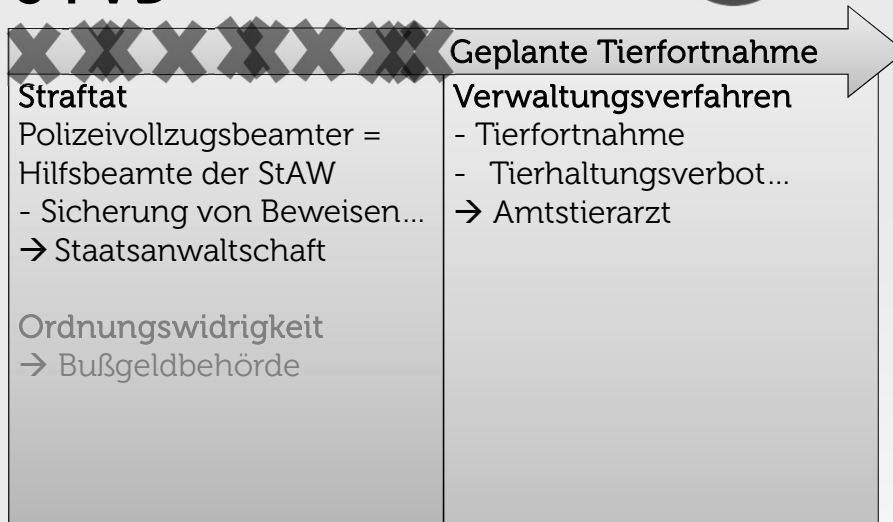 Geplante Tierfortnahme
Straftat
Polizeivollzugsbeamter =
Hilfsbeamte der StAW
- Sicherung von Beweisen...
→ Staatsanwaltschaft
Ordnungswidrigkeit
→ Bußgeldbehörde
Verwaltungsverfahren
- Tierfortnahme
- Tierhaltungsverbot...
→ Amtstierarzt